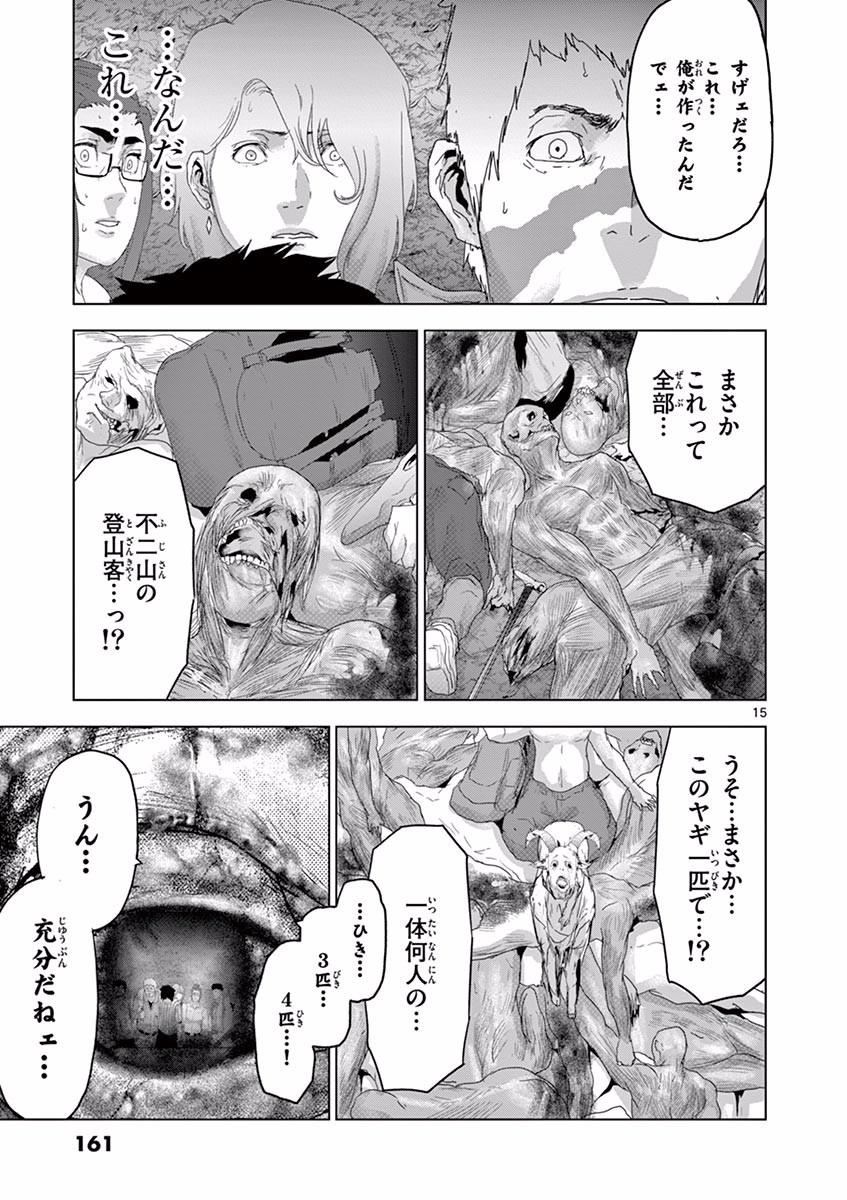 すげェだろ…
これ…
俺が作ったんだ
でェ…
…なんだ…
これ…
まさか
これって
全部…
不二山の
登山客…っ
!?
15
うそ…まさか…
このヤギ一匹で…!?
一体何人の…
…ひき…
3匹…
4匹…!
うん…
充分だねェ…
161